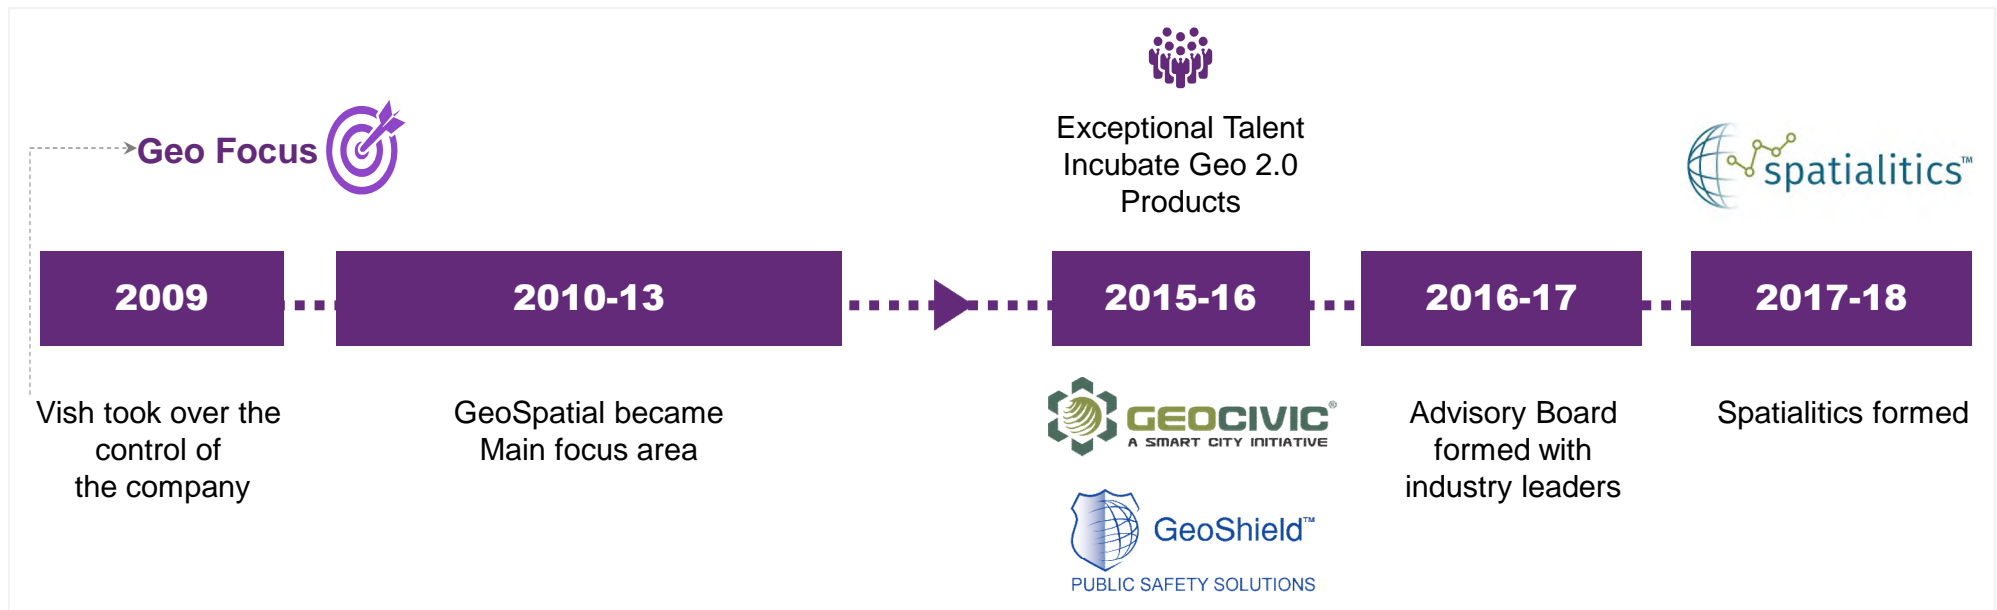 Geo Focus
Exceptional Talent
Incubate Geo 2.0
Products
spatialitics™
2009
2010-13
2015-16
2016-17
2017-18
Vish took over the
control of
the company
GeoSpatial became
Main focus area
GEOCIVIC®
A SMART CITY INITIATIVE
GeoShield™
PUBLIC SAFETY SOLUTIONS
Advisory Board
formed with
industry leaders
Spatialitics formed